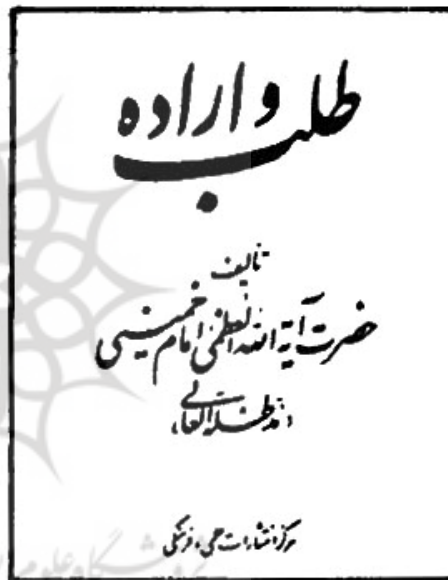 طلب و اراده
تالیف
حضرت آیة الله العظمی امام خمینی
مدظله العالی
مرکز انتشارات علمی و فرهنگی